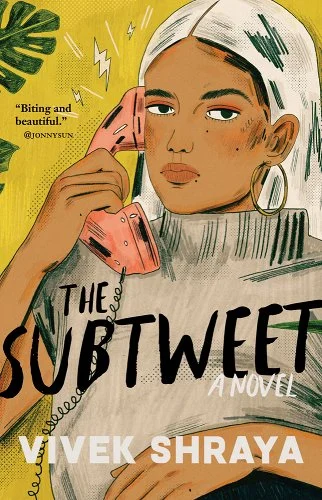 “Biting and
beautiful.”
@JONNYSUN
THE
SUBTWEET
A NOVEL
VIVEK SHRAYA